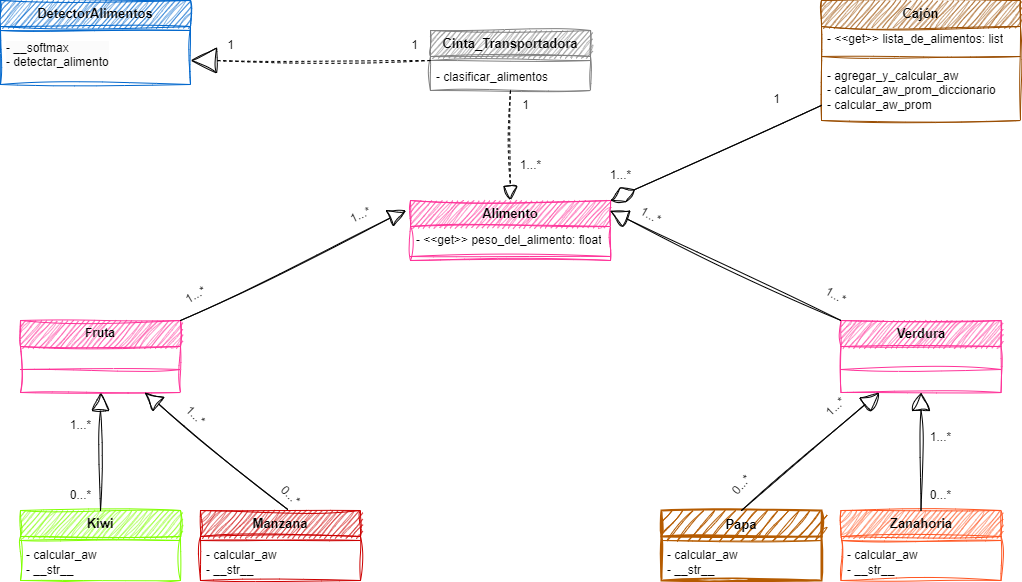 DetectorAlimentos
- __softmax
- detectar_alimento
1
1
Cinta_Transportadora
- clasificar_alimentos
Cajón
- <<get>> lista_de_alimentos: list
- agregar_y_calcular_aw
- calcular_aw_prom_diccionario
- calcular_aw_prom
1
1
1...*
1...*
Alimento
- <<get>> peso_del_alimento: float
1...*
1...*
1...*
1...*
Fruta
Verdura
1...*
1...*
1...*
1...*
0...*
0...*
0...*
0...*
Kiwi
- calcular_aw
- __str__
Manzana
- calcular_aw
- __str__
Papa
- calcular_aw
- __str__
Zanahoria
- calcular_aw
- __str__